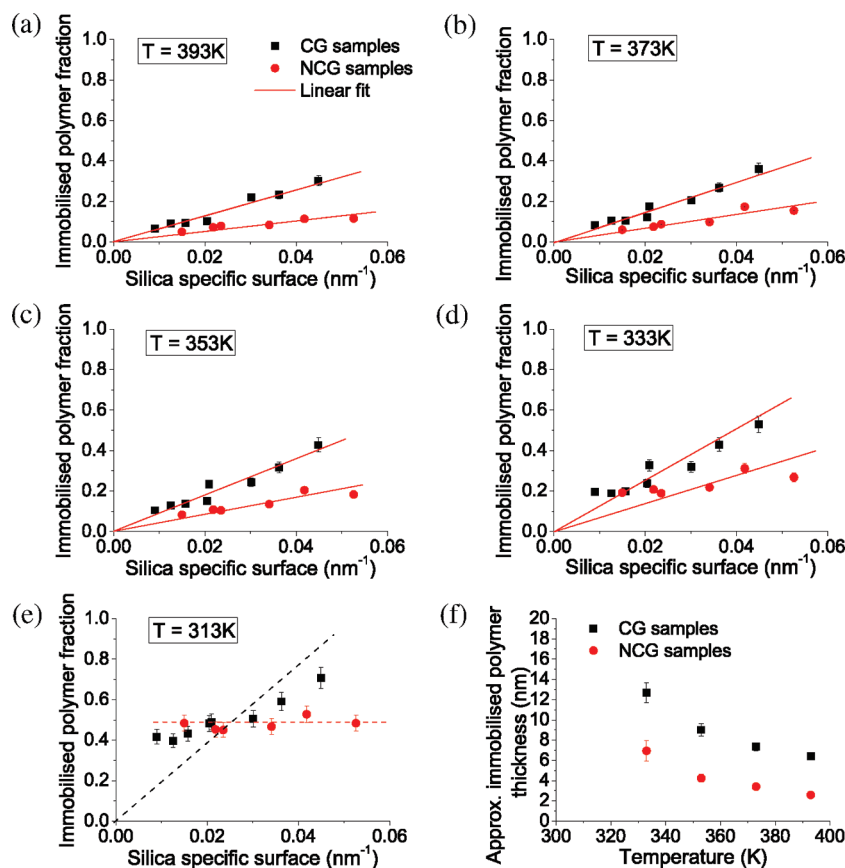 (a)
T = 393K
CG samples
NCG samples
Linear fit
Immobilised polymer fraction
1.0
0.8
0.6
0.4
0.2
0.0
0.00 0.02 0.04 0.06
Silica specific surface (nm⁻¹)
(b)
T = 373K
Immobilised polymer fraction
1.0
0.8
0.6
0.4
0.2
0.0
0.00 0.02 0.04 0.06
Silica specific surface (nm⁻¹)
(c)
T = 353K
Immobilised polymer fraction
1.0
0.8
0.6
0.4
0.2
0.0
0.00 0.02 0.04 0.06
Silica specific surface (nm⁻¹)
(d)
T = 333K
Immobilised polymer fraction
1.0
0.8
0.6
0.4
0.2
0.0
0.00 0.02 0.04 0.06
Silica specific surface (nm⁻¹)
(e)
T = 313K
Immobilised polymer fraction
1.0
0.8
0.6
0.4
0.2
0.0
0.00 0.02 0.04 0.06
Silica specific surface (nm⁻¹)
(f)
CG samples
NCG samples
Approx. immobilised polymer
thickness (nm)
20
18
16
14
12
10
8
6
4
2
0
300 320 340 360 380 400
Temperature (K)